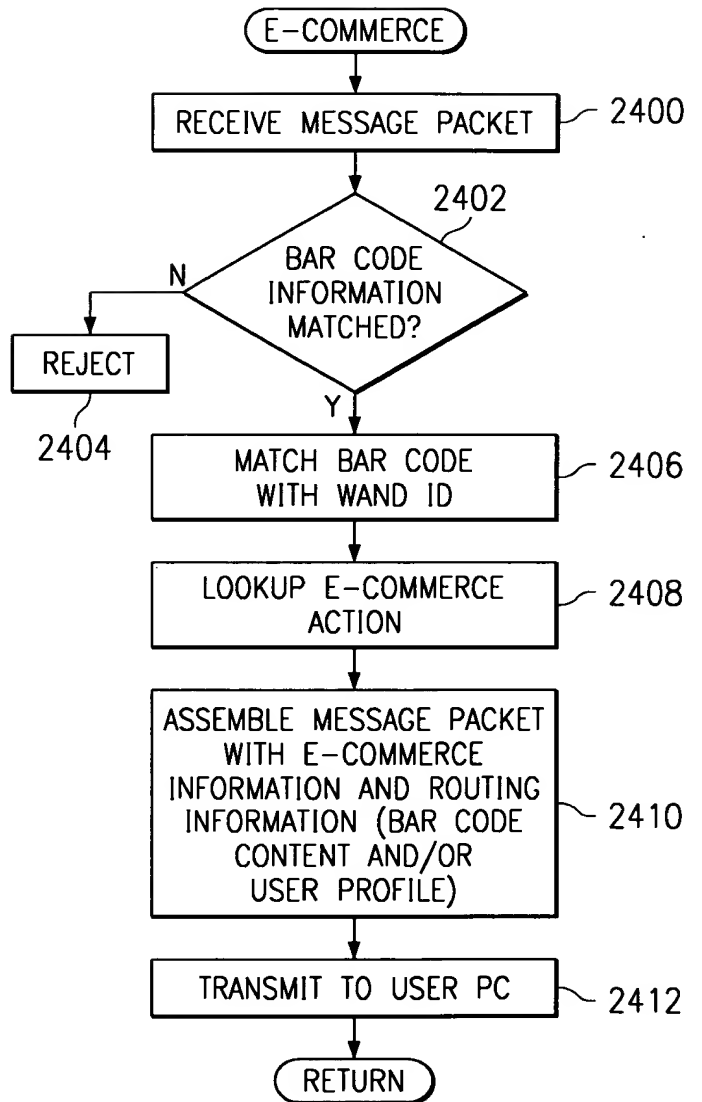 E-COMMERCE
RECEIVE MESSAGE PACKET
2400
2402
BAR CODE
INFORMATION
MATCHED?
N
REJECT
2404
Y
MATCH BAR CODE
WITH WAND ID
2406
LOOKUP E-COMMERCE
ACTION
2408
ASSEMBLE MESSAGE PACKET
WITH E-COMMERCE
INFORMATION AND ROUTING
INFORMATION (BAR CODE
CONTENT AND/OR
USER PROFILE)
2410
TRANSMIT TO USER PC
2412
RETURN